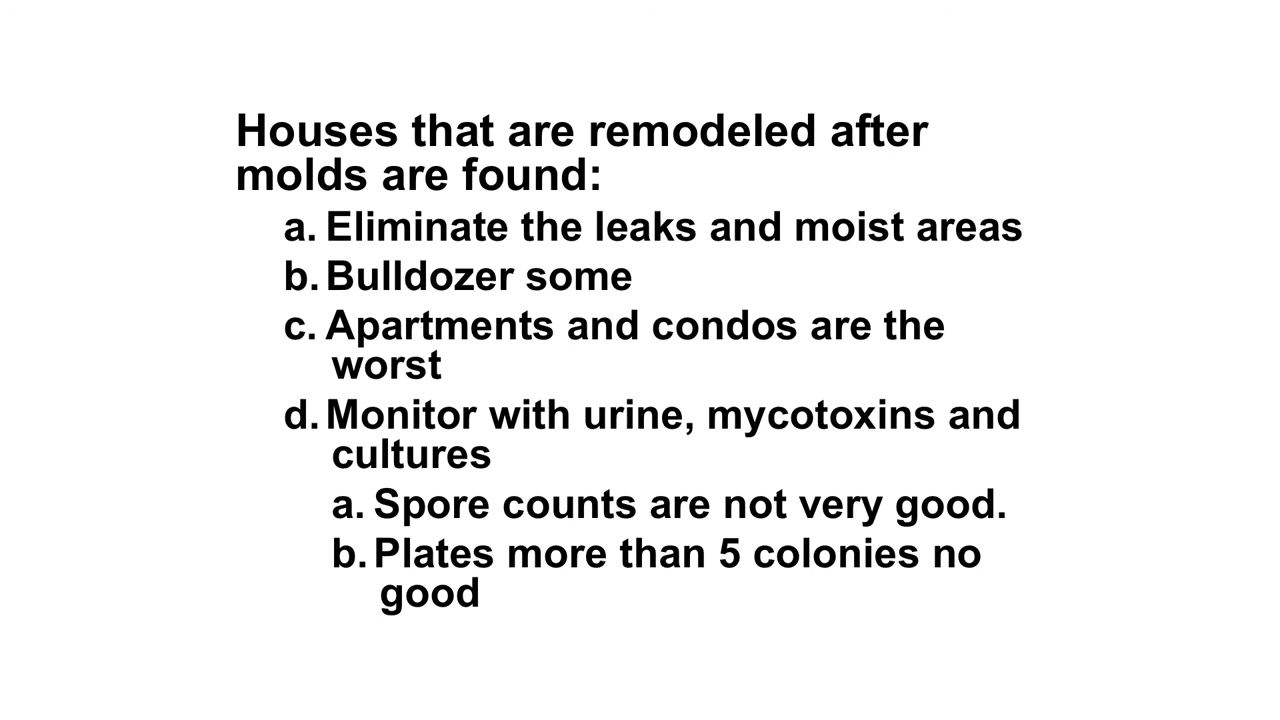 Houses that are remodeled after
molds are found:
a. Eliminate the leaks and moist areas
b. Bulldozer some
c. Apartments and condos are the
worst
d. Monitor with urine, mycotoxins and
cultures
a. Spore counts are not very good.
b. Plates more than 5 colonies no
good